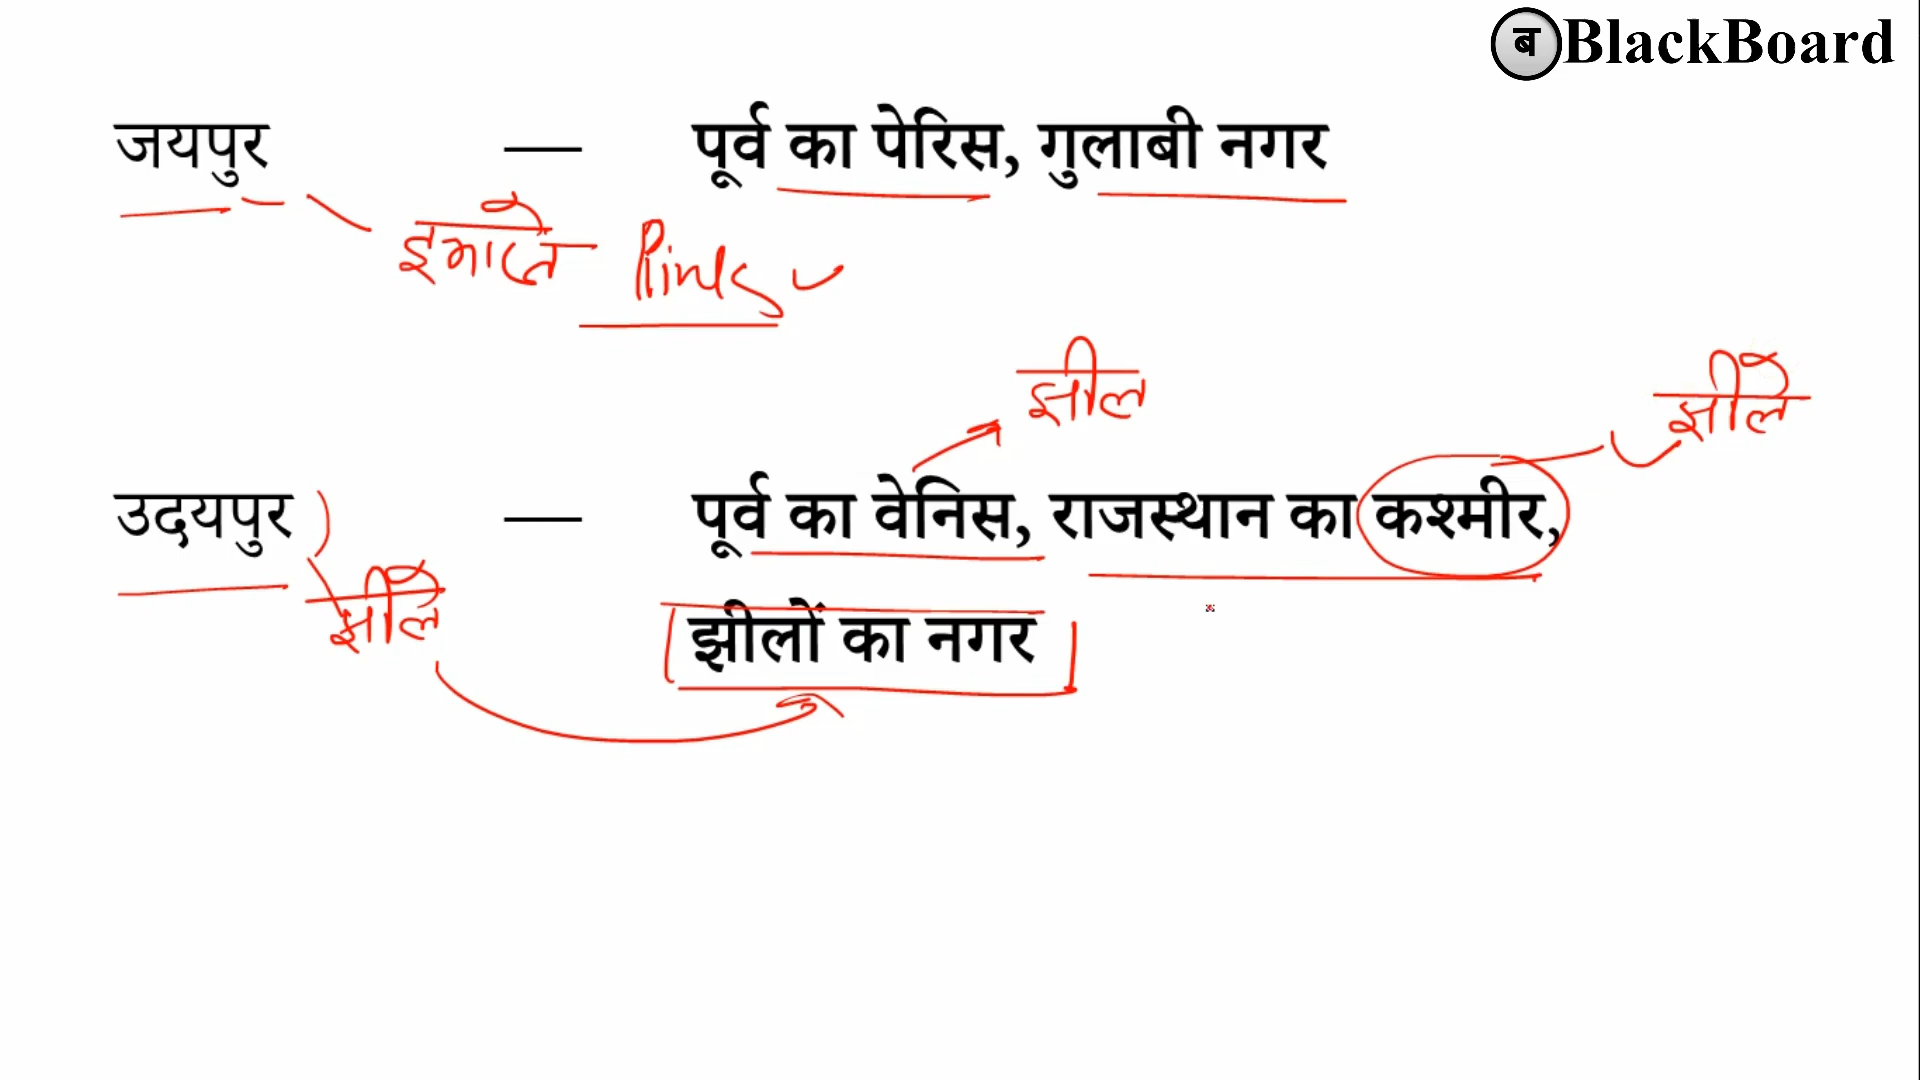 ब BlackBoard
जयपुर — पूर्व का पेरिस, गुलाबी नगर
इमारते Pink
झील
झीले
उदयपुर — पूर्व का वेनिस, राजस्थान का कश्मीर,
झीले
झीलों का नगर